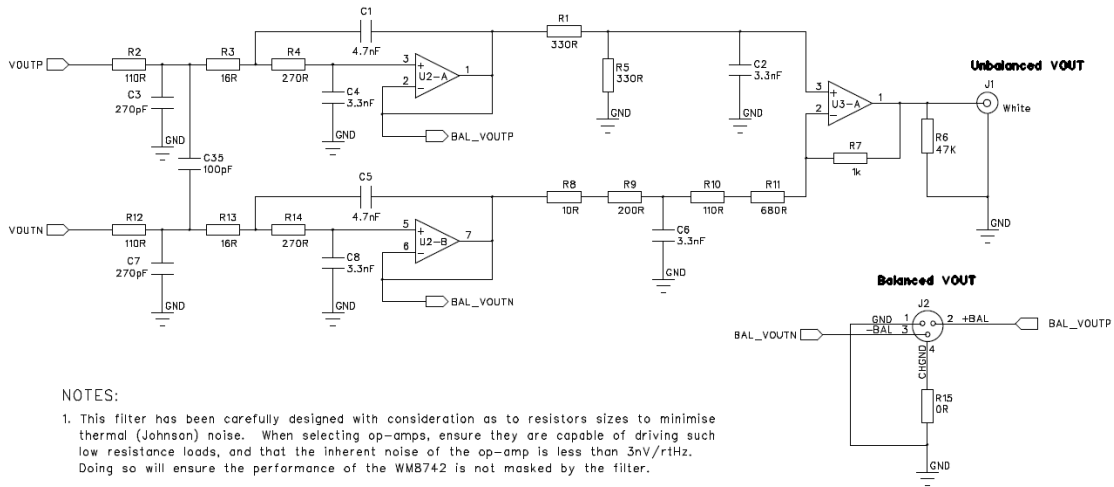 C1
4.7nF
R1
330R
VOUTP
R2
110R
R3
16R
R4
270R
3
2
1
U2-A
C3
270pF
GND
C4
3.3nF
GND
BAL_VOUTP
R5
330R
GND
C2
3.3nF
GND
3
2
1
U3-A
Unbalanced VOUT
J1
White
R6
47K
R7
1k
GND
C35
100pF
C5
4.7nF
VOUTN
R12
110R
R13
16R
R14
270R
5
6
7
U2-B
C7
270pF
GND
C8
3.3nF
GND
BAL_VOUTN
R8
10R
R9
200R
R10
110R
R11
680R
C6
3.3nF
GND
Balanced VOUT
J2
GND 1 2 +BAL BAL_VOUTP
BAL_VOUTN -BAL 3
4
CHGND
R15
0R
GND
NOTES:
1. This filter has been carefully designed with consideration as to resistors sizes to minimise
thermal (Johnson) noise. When selecting op-amps, ensure they are capable of driving such
low resistance loads, and that the inherent noise of the op-amp is less than 3nV/rtHz.
Doing so will ensure the performance of the WM8742 is not masked by the filter.